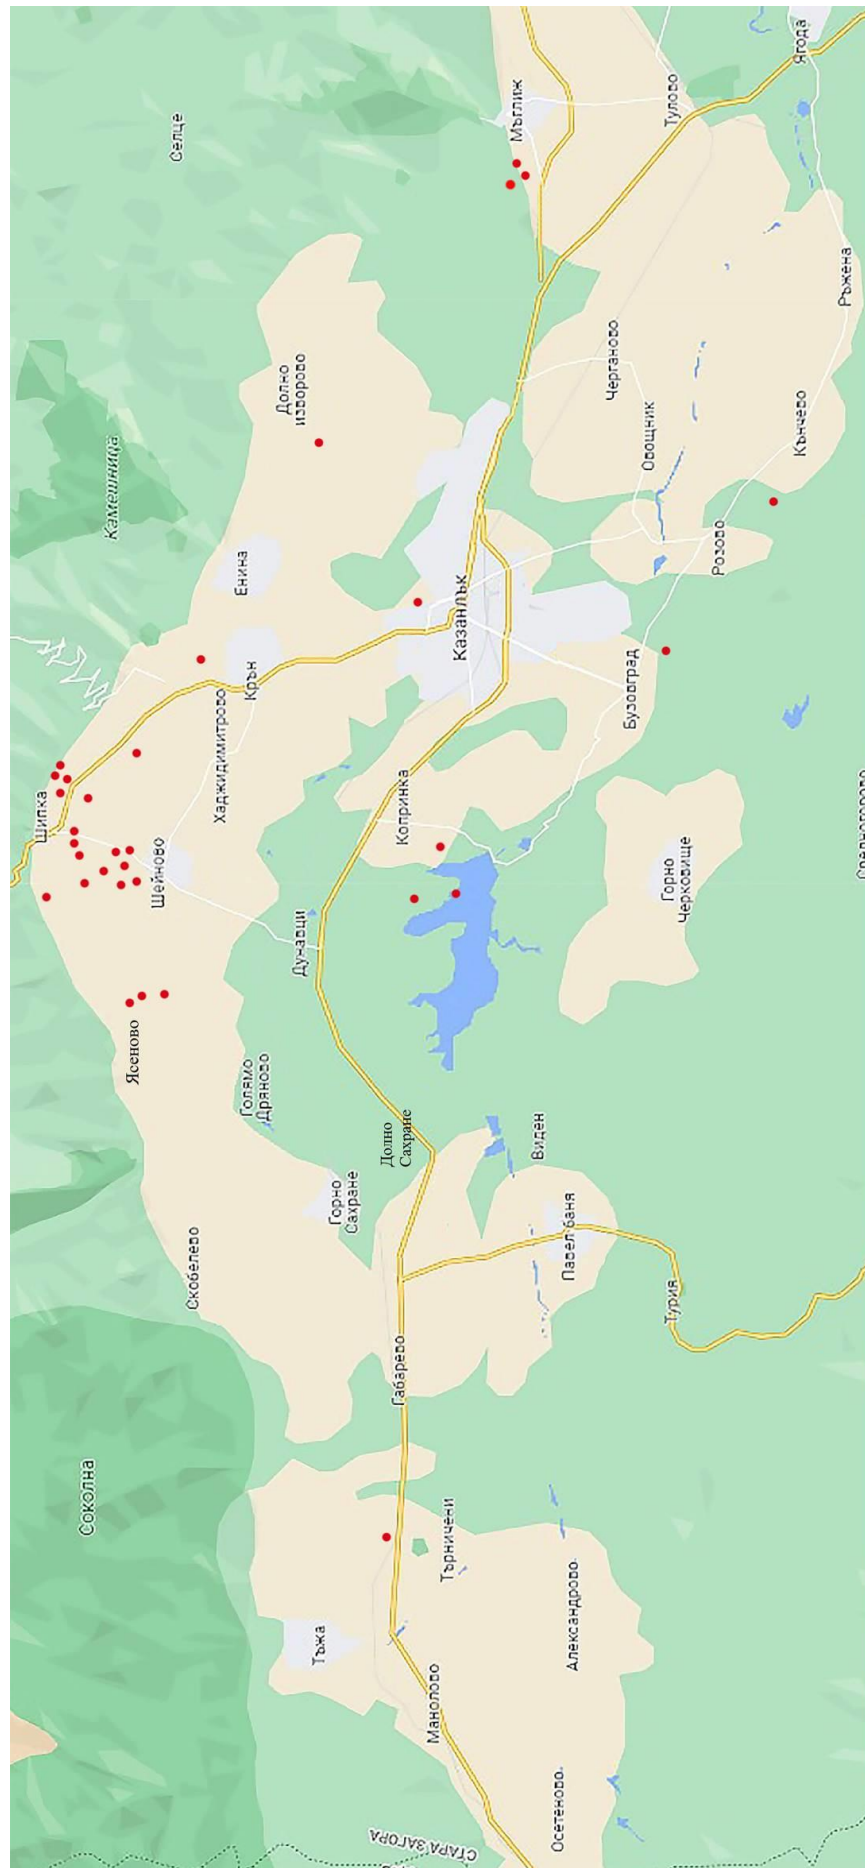 Селце
Ягода
Мъглиж
Тулово
Камешница
Долно
изворово
Черганово
Ръжена
Енина
Овощник
Кънчево
Казанлък
Розово
Крън
Бузовград
Хаджидимитрово
Шипка
Копринка
Шейново
Горно
Черковище
Средногорово
Дунавци
Ясеново
Голямо
Дряново
Долно
Сахране
Виден
Горно
Сахране
Павел баня
Скобелево
Турия
Габарево
Соколна
Търничени
Александрово
Тъжа
Манолово
Осетеново
СТАРА ЗАГОРА